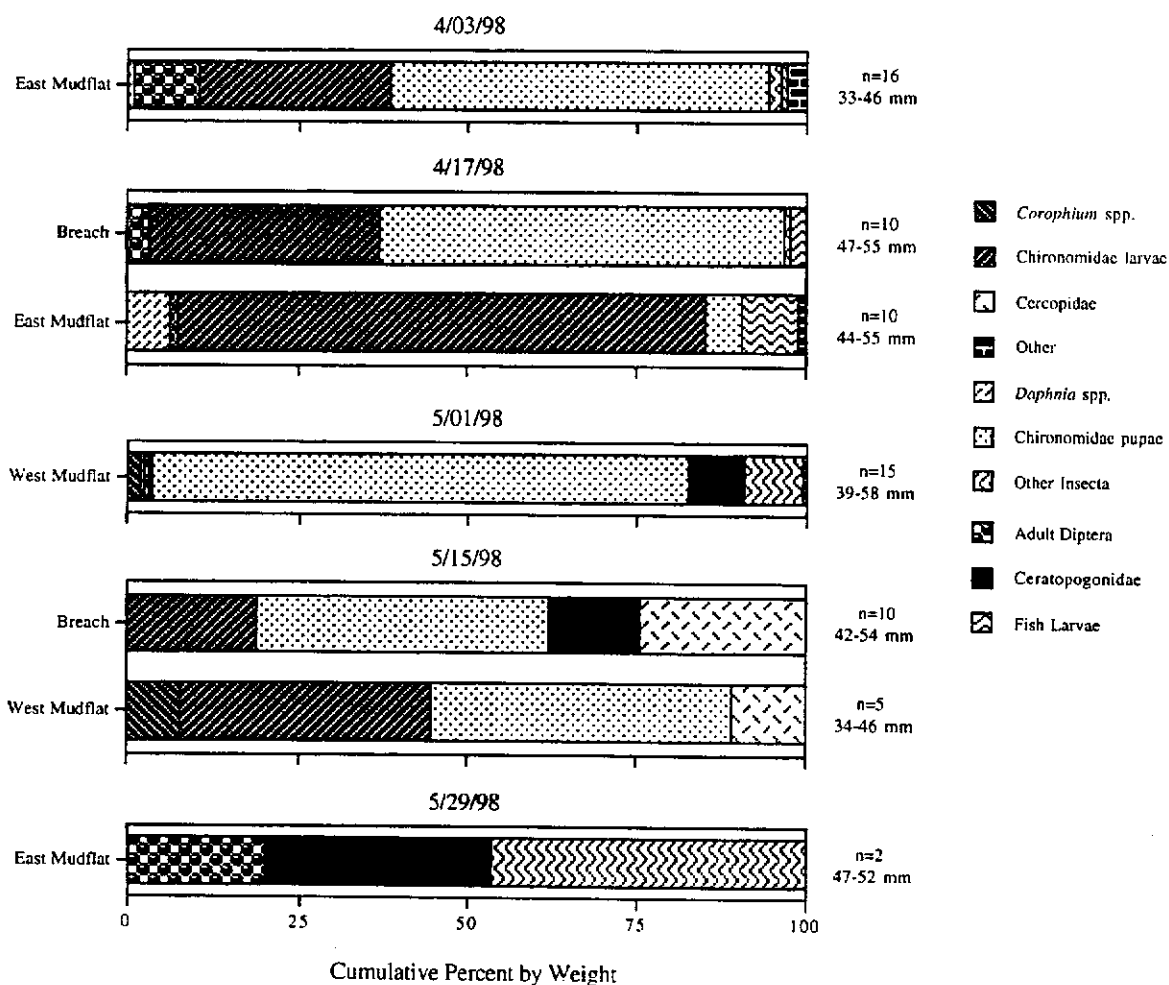 4/03/98
East Mudflat
n=16
33-46 mm
4/17/98
Breach
n=10
47-55 mm
East Mudflat
n=10
44-55 mm
5/01/98
West Mudflat
n=15
39-58 mm
5/15/98
Breach
n=10
42-54 mm
West Mudflat
n=5
34-46 mm
5/29/98
East Mudflat
n=2
47-52 mm
0 25 50 75 100
Cumulative Percent by Weight
Corophium spp.
Chironomidae larvae
Cercopidae
Other
Daphnia spp.
Chironomidae pupae
Other Insecta
Adult Diptera
Ceratopogonidae
Fish Larvae